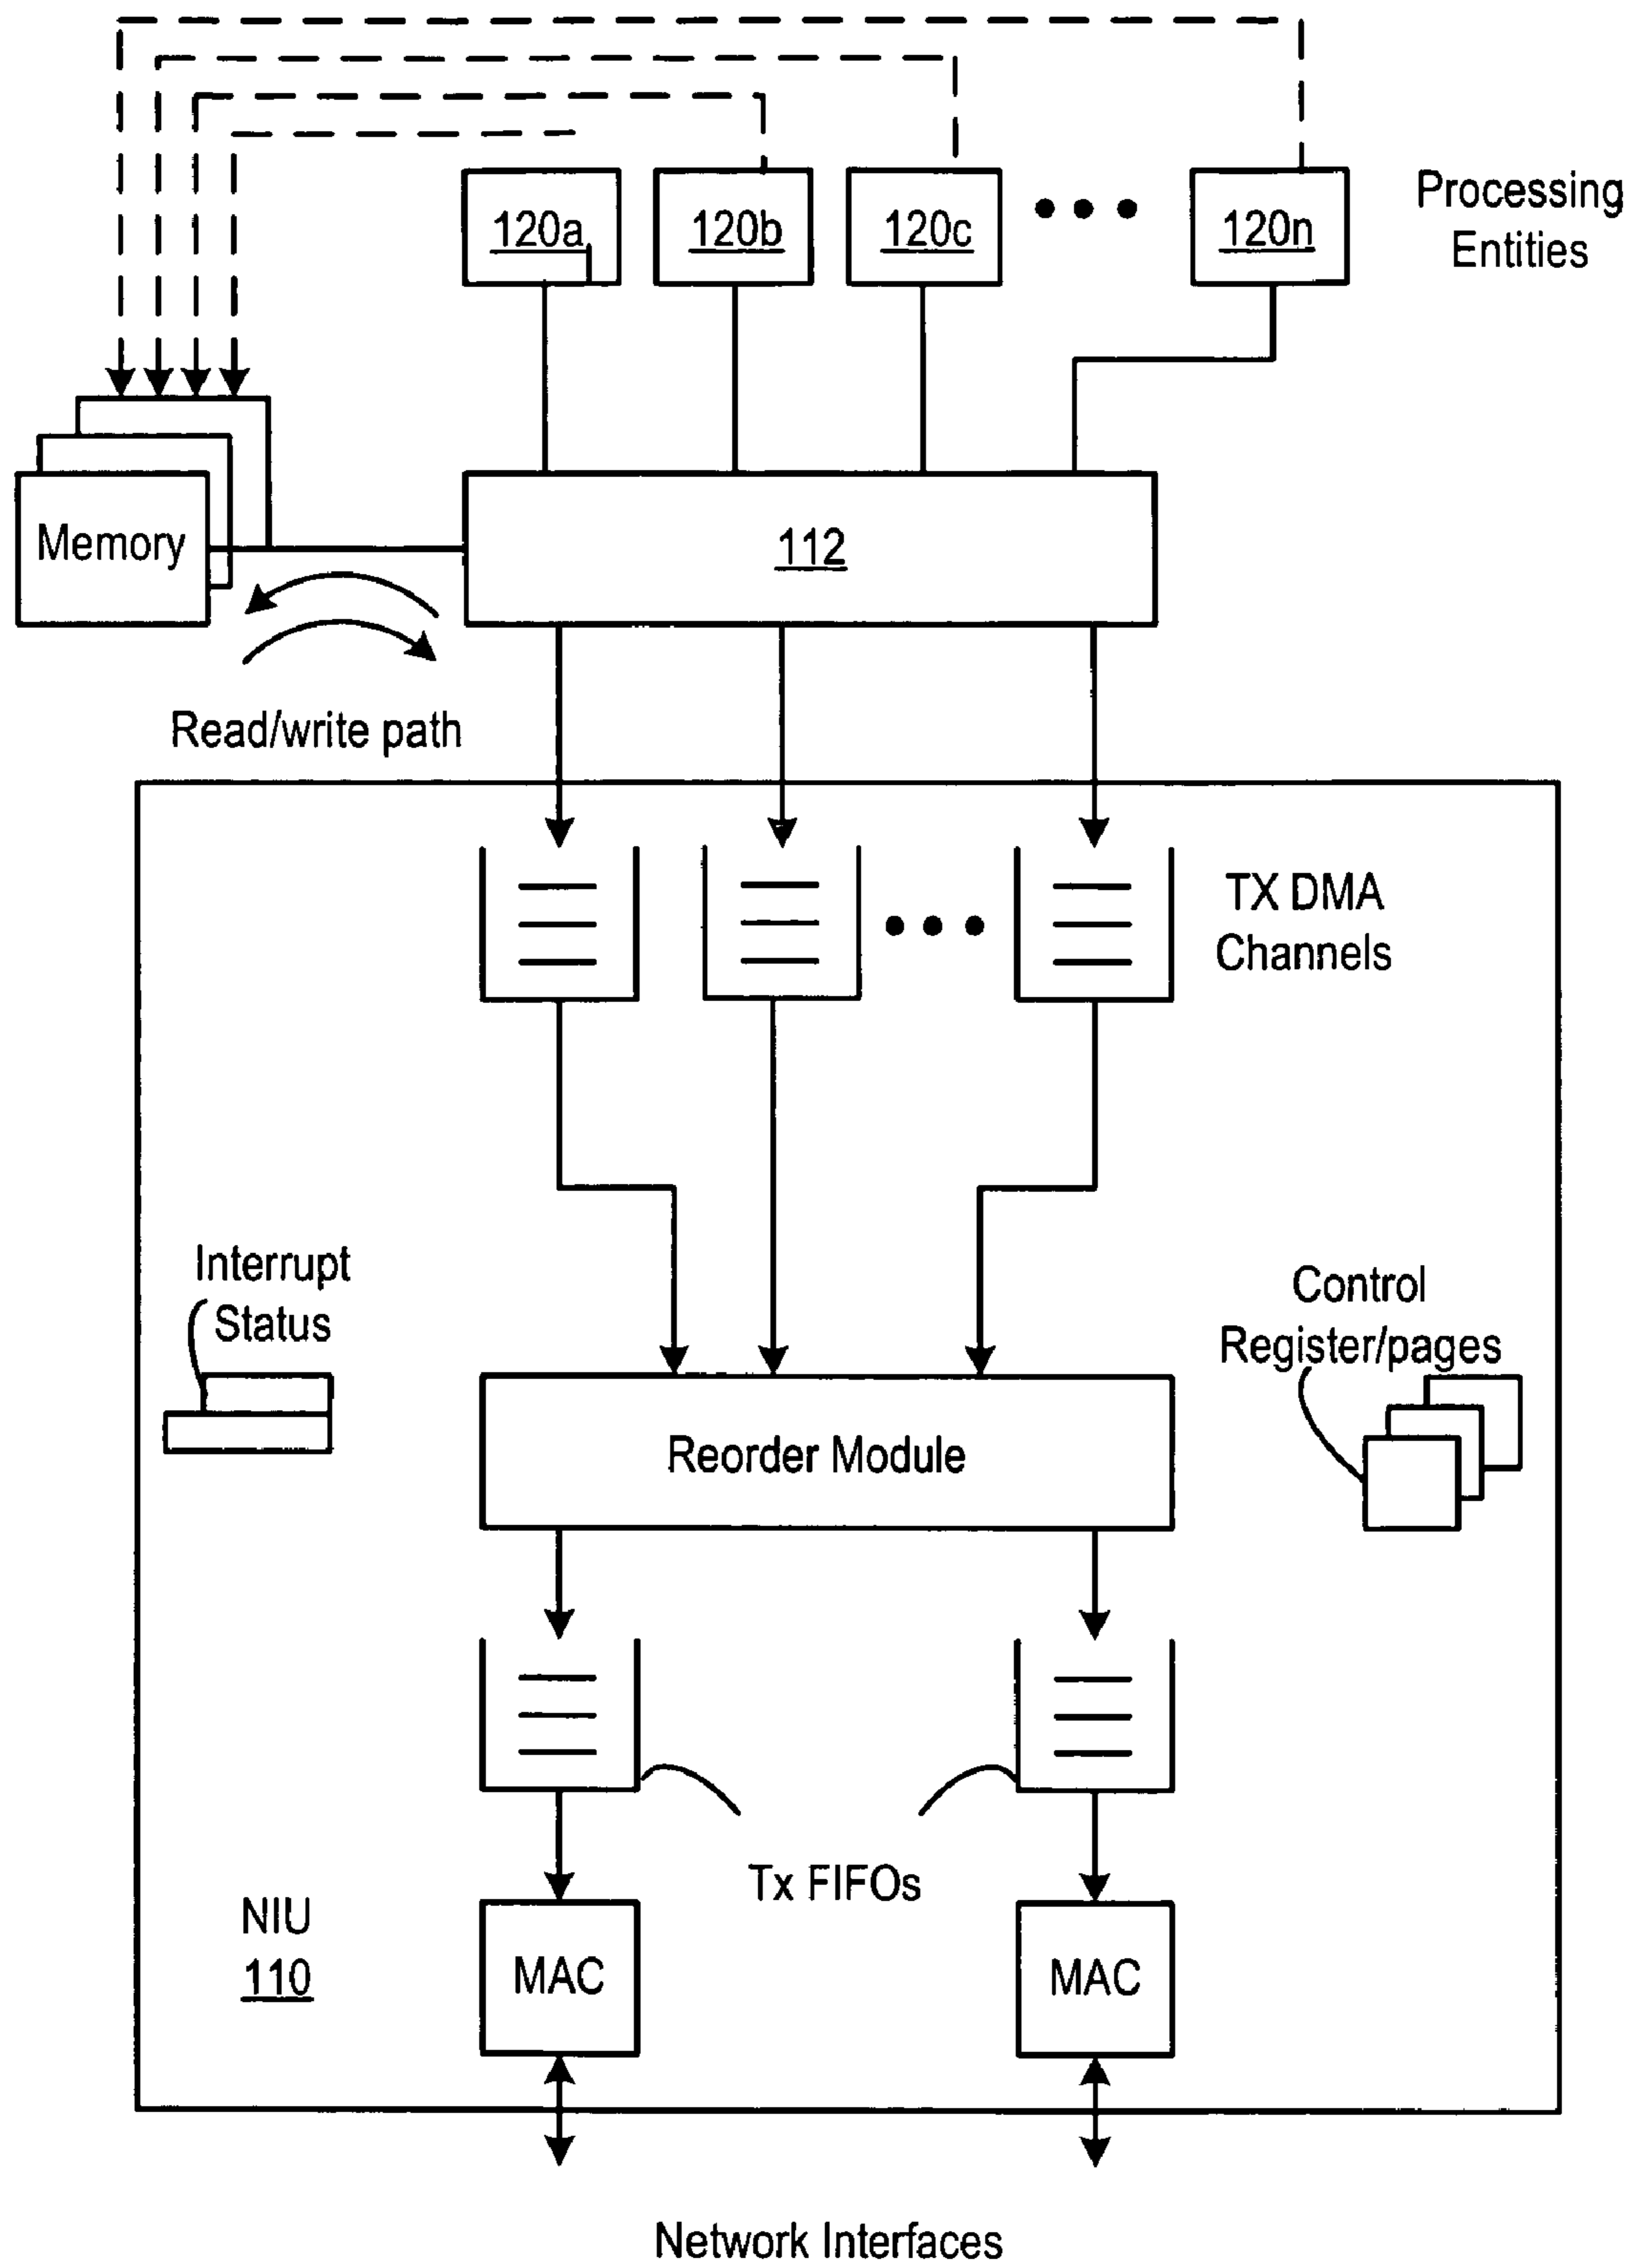 120a
120b
120c
120n
Processing
Entities
Memory
112
Read/write path
TX DMA
Channels
Interrupt
Status
Control
Register/pages
Reorder Module
Tx FIFOs
NIU
110
MAC
MAC
Network Interfaces